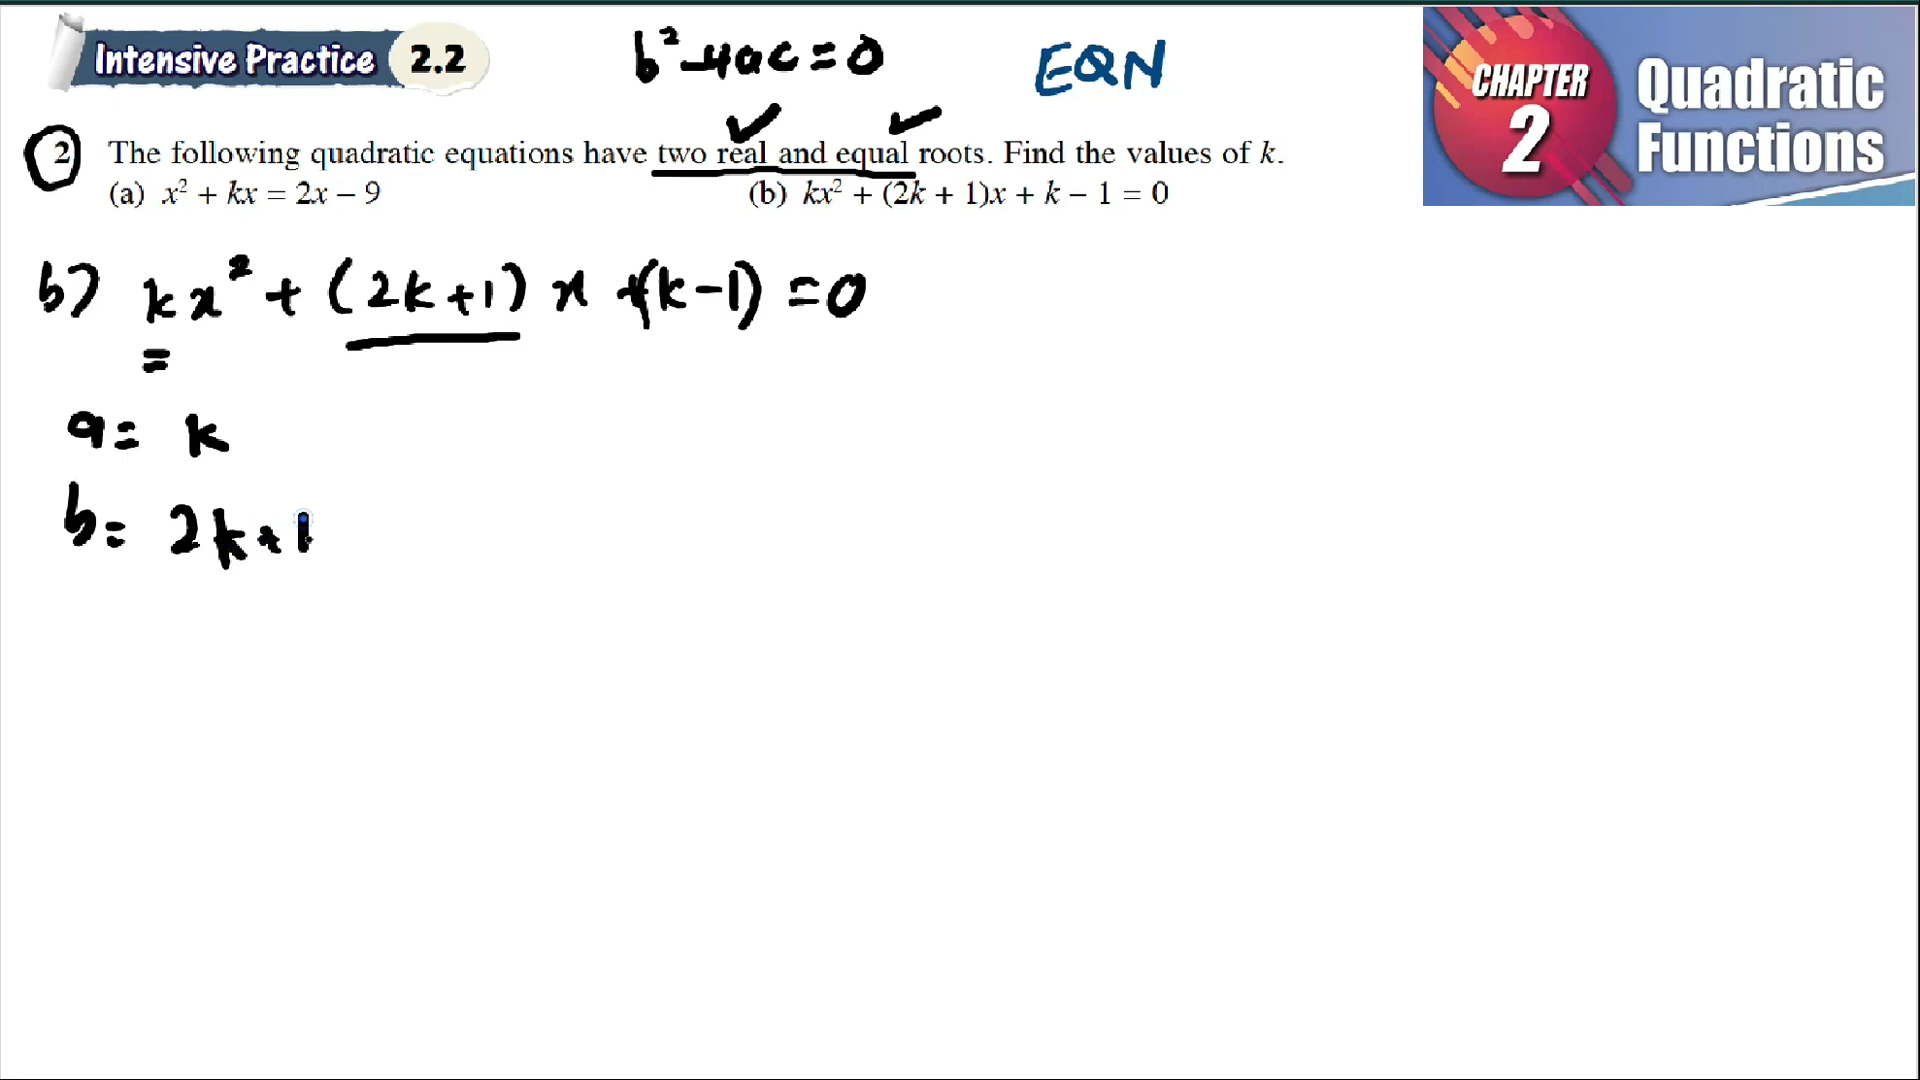 Intensive Practice 2.2
b² - 4ac = 0
EQN
CHAPTER 2
Quadratic Functions
2 The following quadratic equations have two real and equal roots. Find the values of k.
(a) x² + kx = 2x − 9 (b) kx² + (2k + 1)x + k − 1 = 0
b) kx² + (2k+1) x +(k-1) = 0
=
a = k
b = 2k+1